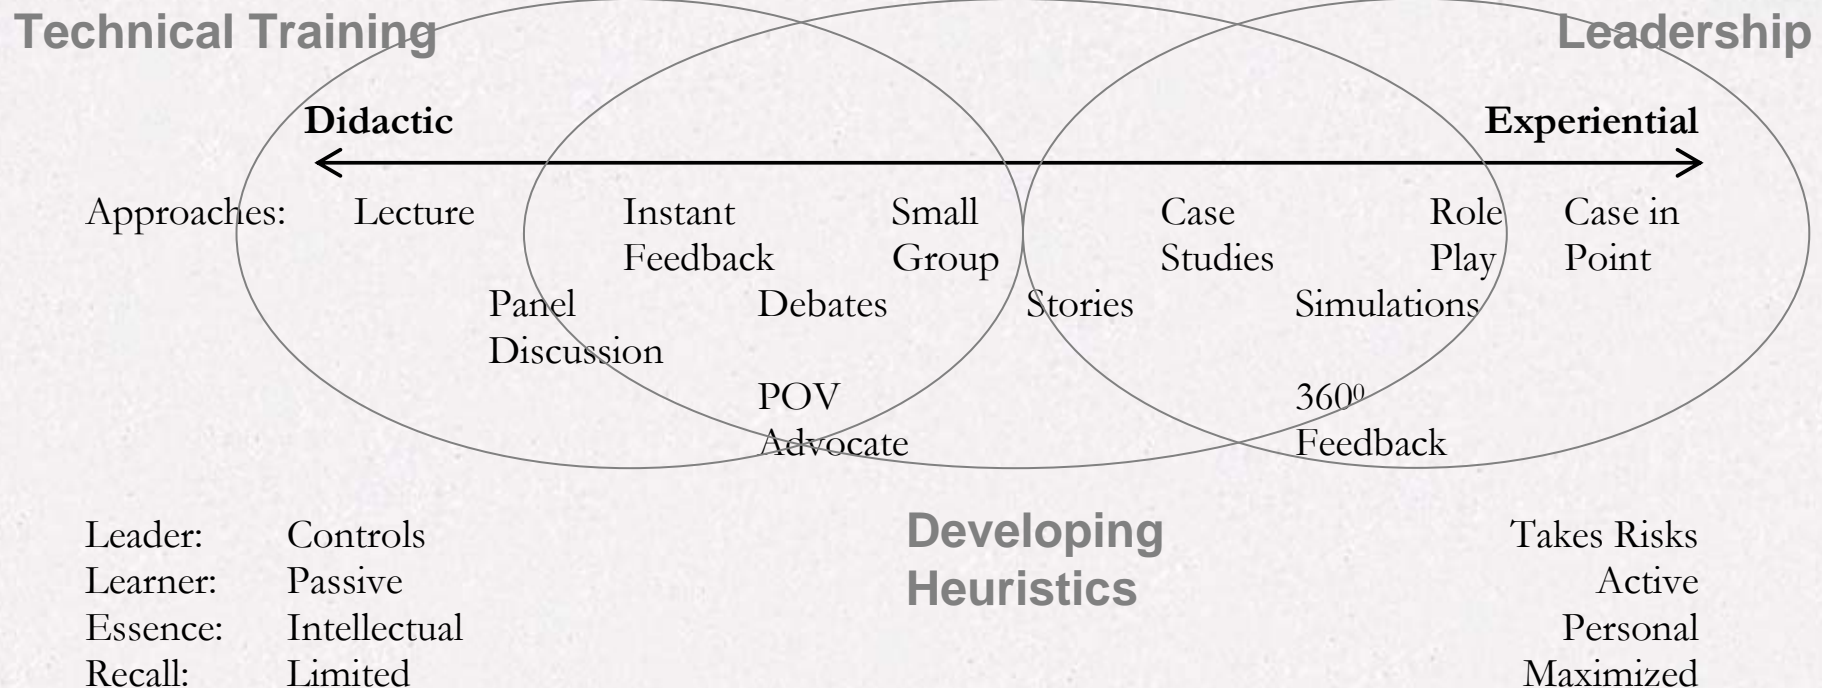 Technical Training Leadership
Didactic Experiential
Approaches: Lecture Instant Small Case Role Case in
Feedback Group Studies Play Point
Panel Debates Stories Simulations
Discussion
POV 360⁰
Advocate Feedback
Developing
Heuristics
Leader: Controls Takes Risks
Learner: Passive Active
Essence: Intellectual Personal
Recall: Limited Maximized